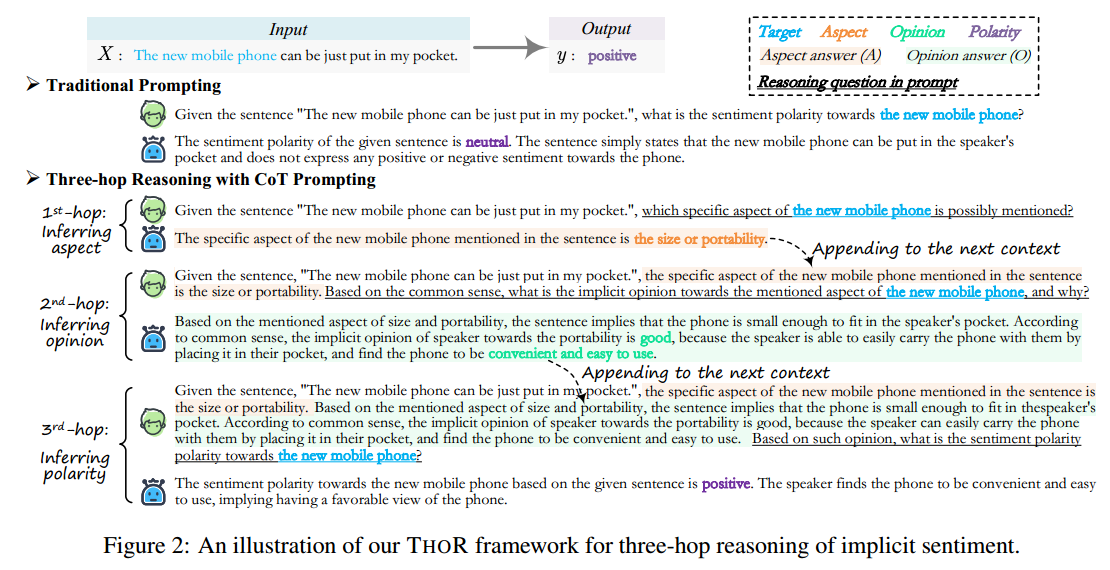 Input
Output
X : The new mobile phone can be just put in my pocket.
y : positive
Target Aspect Opinion Polarity
Aspect answer (A) Opinion answer (O)
Reasoning question in prompt
➢ Traditional Prompting
Given the sentence "The new mobile phone can be just put in my pocket.", what is the sentiment polarity towards the new mobile phone?
The sentiment polarity of the given sentence is neutral. The sentence simply states that the new mobile phone can be put in the speaker's
pocket and does not express any positive or negative sentiment towards the phone.
➢ Three-hop Reasoning with CoT Prompting
1st-hop:
Inferring
aspect
Given the sentence "The new mobile phone can be just put in my pocket.", which specific aspect of the new mobile phone is possibly mentioned?
The specific aspect of the new mobile phone mentioned in the sentence is the size or portability.
Appending to the next context
2nd-hop:
Inferring
opinion
Given the sentence, "The new mobile phone can be just put in my pocket.", the specific aspect of the new mobile phone mentioned in the sentence
is the size or portability. Based on the common sense, what is the implicit opinion towards the mentioned aspect of the new mobile phone, and why?
Based on the mentioned aspect of size and portability, the sentence implies that the phone is small enough to fit in the speaker's pocket. According
to common sense, the implicit opinion of speaker towards the portability is good, because the speaker is able to easily carry the phone with them by
placing it in their pocket, and find the phone to be convenient and easy to use.
Appending to the next context
3rd-hop:
Inferring
polarity
Given the sentence, "The new mobile phone can be just put in my pocket.", the specific aspect of the new mobile phone mentioned in the sentence is
the size or portability. Based on the mentioned aspect of size and portability, the sentence implies that the phone is small enough to fit in thespeaker's
pocket. According to common sense, the implicit opinion of speaker towards the portability is good, because the speaker can easily carry the phone
with them by placing it in their pocket, and find the phone to be convenient and easy to use. Based on such opinion, what is the sentiment polarity
polarity towards the new mobile phone?
The sentiment polarity towards the new mobile phone based on the given sentence is positive. The speaker finds the phone to be convenient and easy
to use, implying having a favorable view of the phone.
Figure 2: An illustration of our THOR framework for three-hop reasoning of implicit sentiment.